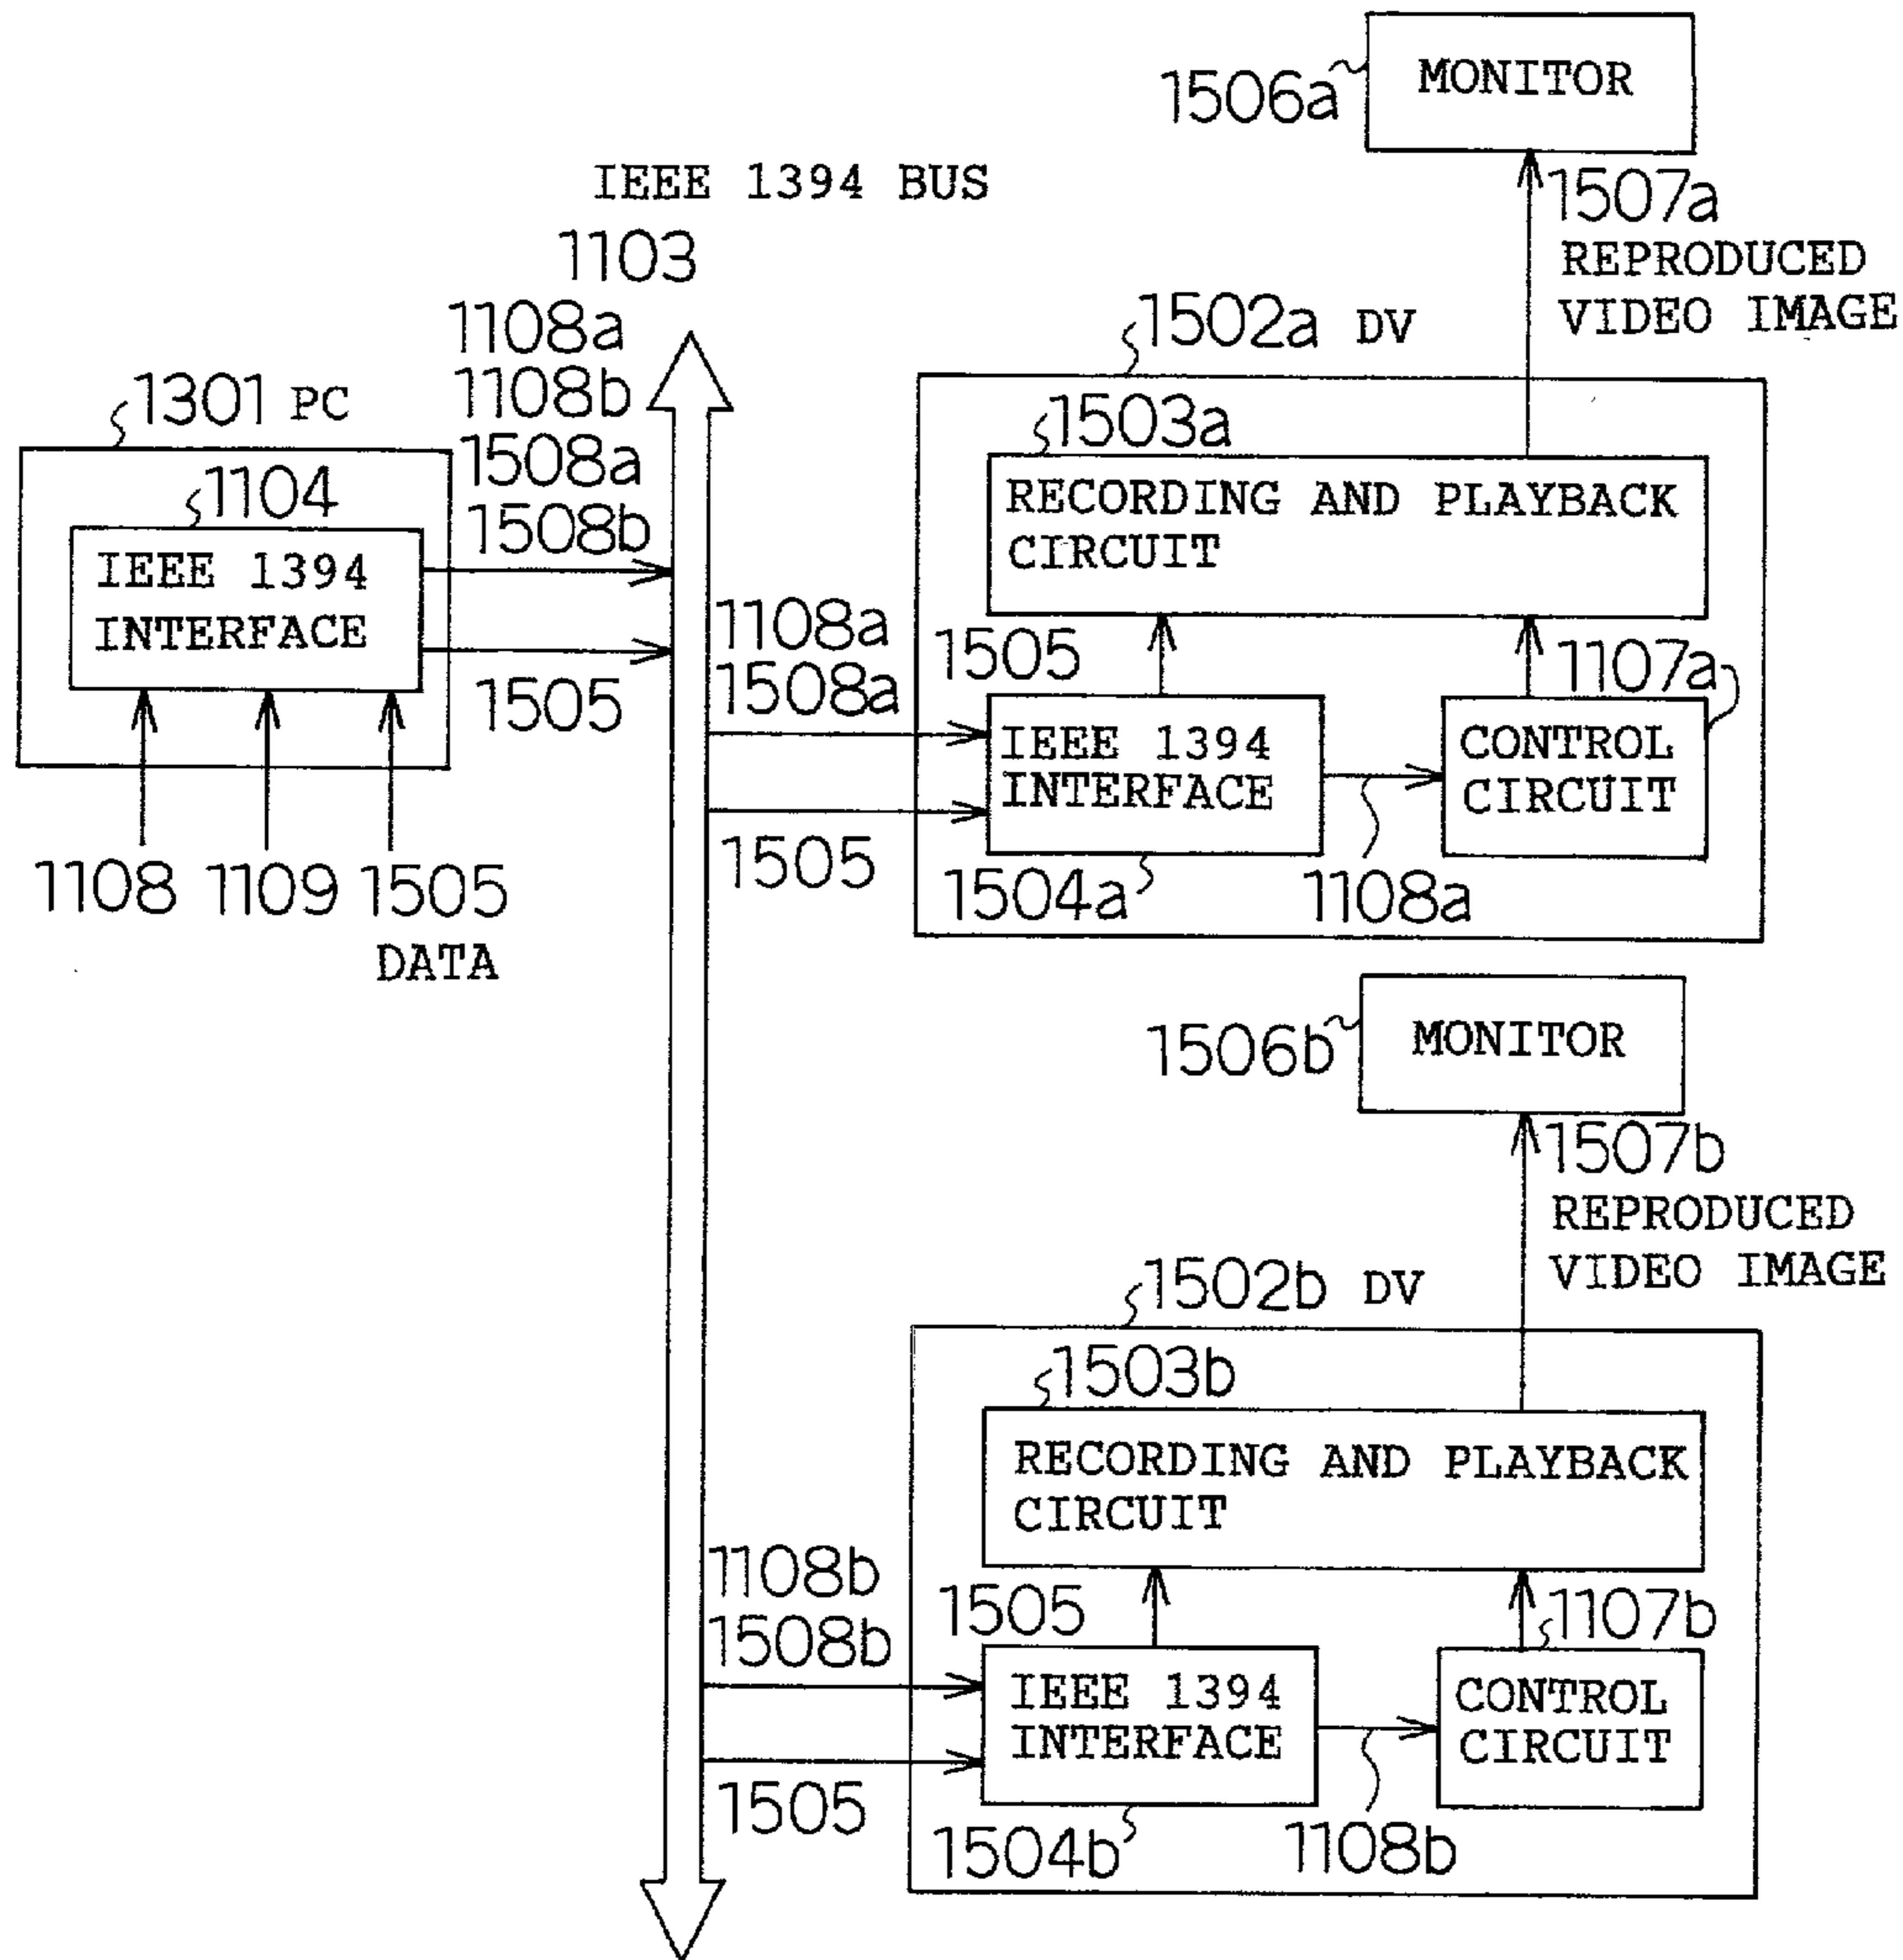 MONITOR
1506a
IEEE 1394 BUS
1103
1507a
REPRODUCED
VIDEO IMAGE
1108a
1108b
1508a
1508b
1502a DV
1301 PC
1503a
1104
RECORDING AND PLAYBACK
CIRCUIT
IEEE 1394
INTERFACE
1108a
1508a
1505
1107a
1505
IEEE 1394
INTERFACE
CONTROL
CIRCUIT
1108
1109
1505
DATA
1505
1504a
1108a
MONITOR
1506b
1507b
REPRODUCED
VIDEO IMAGE
1502b DV
1503b
RECORDING AND PLAYBACK
CIRCUIT
1108b
1508b
1505
1107b
IEEE 1394
INTERFACE
CONTROL
CIRCUIT
1505
1504b
1108b